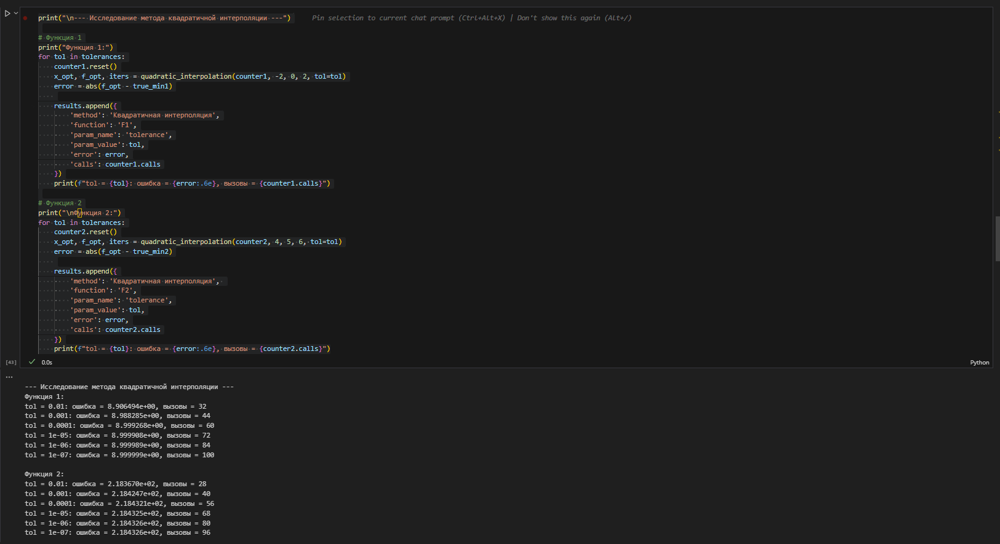 print("\n--- Исследование метода квадратичной интерполяции ---")    Pin selection to current chat prompt (Ctrl+Alt+X) | Don't show this again (Alt+/)
# Функция 1
print("Функция 1:")
for tol in tolerances:
    counter1.reset()
    x_opt, f_opt, iters = quadratic_interpolation(counter1, -2, 0, 2, tol=tol)
    error = abs(f_opt - true_min1)
    results.append({
        'method': 'Квадратичная интерполяция',
        'function': 'F1',
        'param_name': 'tolerance',
        'param_value': tol,
        'error': error,
        'calls': counter1.calls
    })
    print(f"tol = {tol}: ошибка = {error:.6e}, вызовы = {counter1.calls}")
# Функция 2
print("\nФункция 2:")
for tol in tolerances:
    counter2.reset()
    x_opt, f_opt, iters = quadratic_interpolation(counter2, 4, 5, 6, tol=tol)
    error = abs(f_opt - true_min2)
    results.append({
        'method': 'Квадратичная интерполяция',
        'function': 'F2',
        'param_name': 'tolerance',
        'param_value': tol,
        'error': error,
        'calls': counter2.calls
    })
    print(f"tol = {tol}: ошибка = {error:.6e}, вызовы = {counter2.calls}")
[43] 0.0s Python
...
--- Исследование метода квадратичной интерполяции ---
Функция 1:
tol = 0.01: ошибка = 8.906494e+00, вызовы = 32
tol = 0.001: ошибка = 8.988285e+00, вызовы = 44
tol = 0.0001: ошибка = 8.999268e+00, вызовы = 60
tol = 1e-05: ошибка = 8.999908e+00, вызовы = 72
tol = 1e-06: ошибка = 8.999989e+00, вызовы = 84
tol = 1e-07: ошибка = 8.999999e+00, вызовы = 100
Функция 2:
tol = 0.01: ошибка = 2.183670e+02, вызовы = 28
tol = 0.001: ошибка = 2.184247e+02, вызовы = 40
tol = 0.0001: ошибка = 2.184321e+02, вызовы = 56
tol = 1e-05: ошибка = 2.184325e+02, вызовы = 68
tol = 1e-06: ошибка = 2.184326e+02, вызовы = 80
tol = 1e-07: ошибка = 2.184326e+02, вызовы = 96